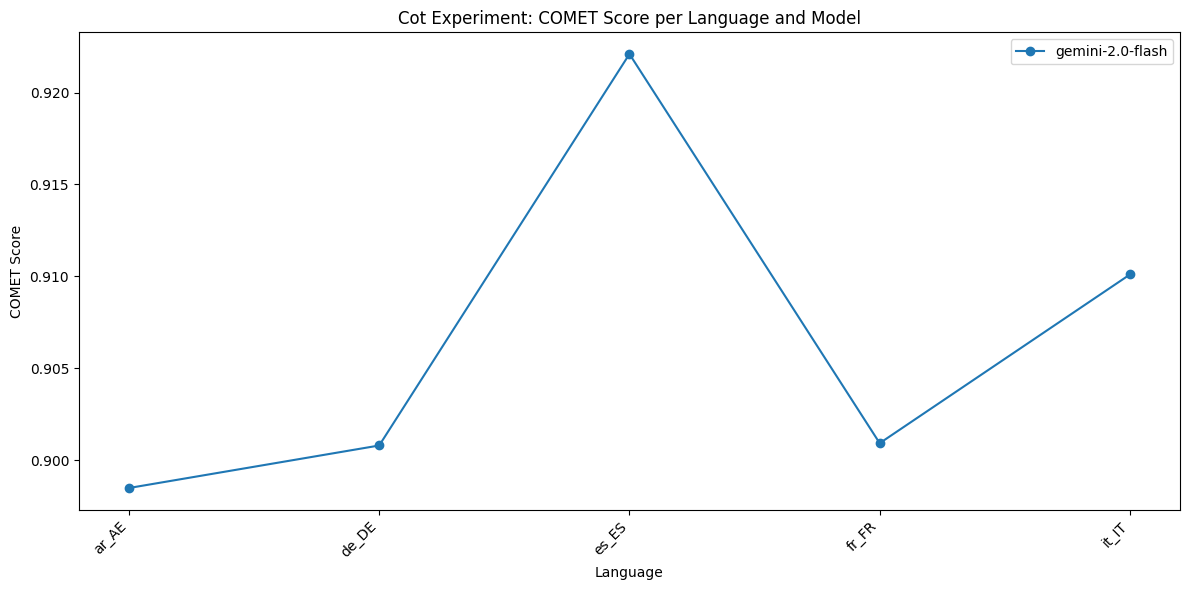 Cot Experiment: COMET Score per Language and Model
gemini-2.0-flash
COMET Score
0.920
0.915
0.910
0.905
0.900
ar_AE
de_DE
es_ES
fr_FR
it_IT
Language